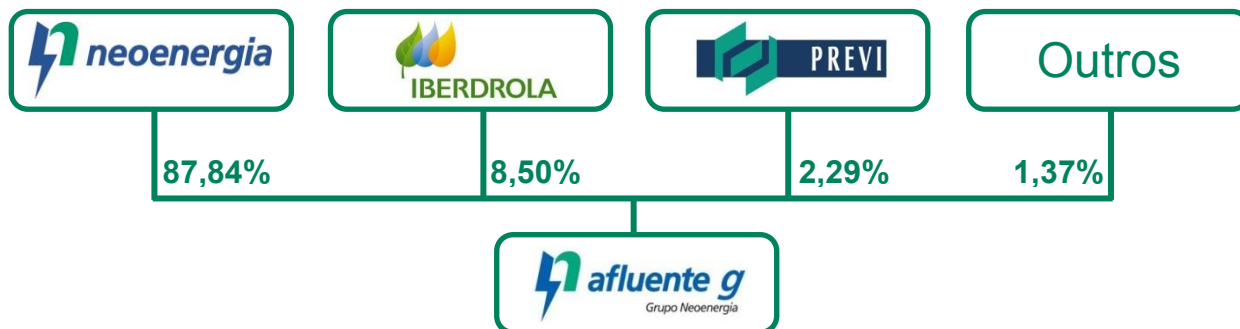 neoenergia
IBERDROLA
PREVI
Outros
87,84%
8,50%
2,29%
1,37%
afluente g
Grupo Neoenergia